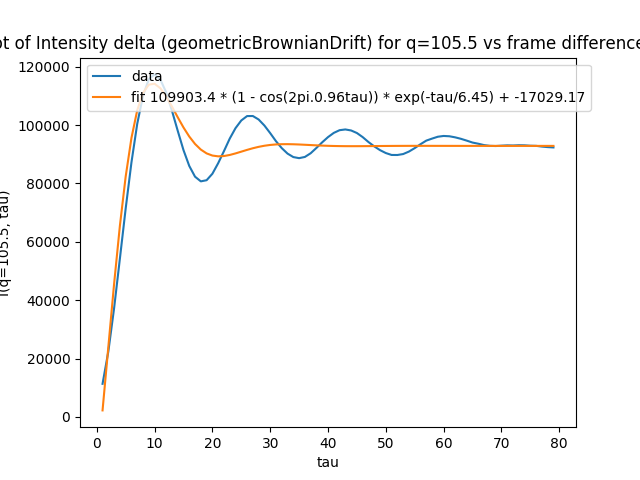 ot of Intensity delta (geometricBrownianDrift) for q=105.5 vs frame difference
data
fit 109903.4 * (1 - cos(2pi.0.96tau)) * exp(-tau/6.45) + -17029.17
120000
100000
80000
60000
40000
20000
0
I(q=105.5, tau)
0 10 20 30 40 50 60 70 80
tau